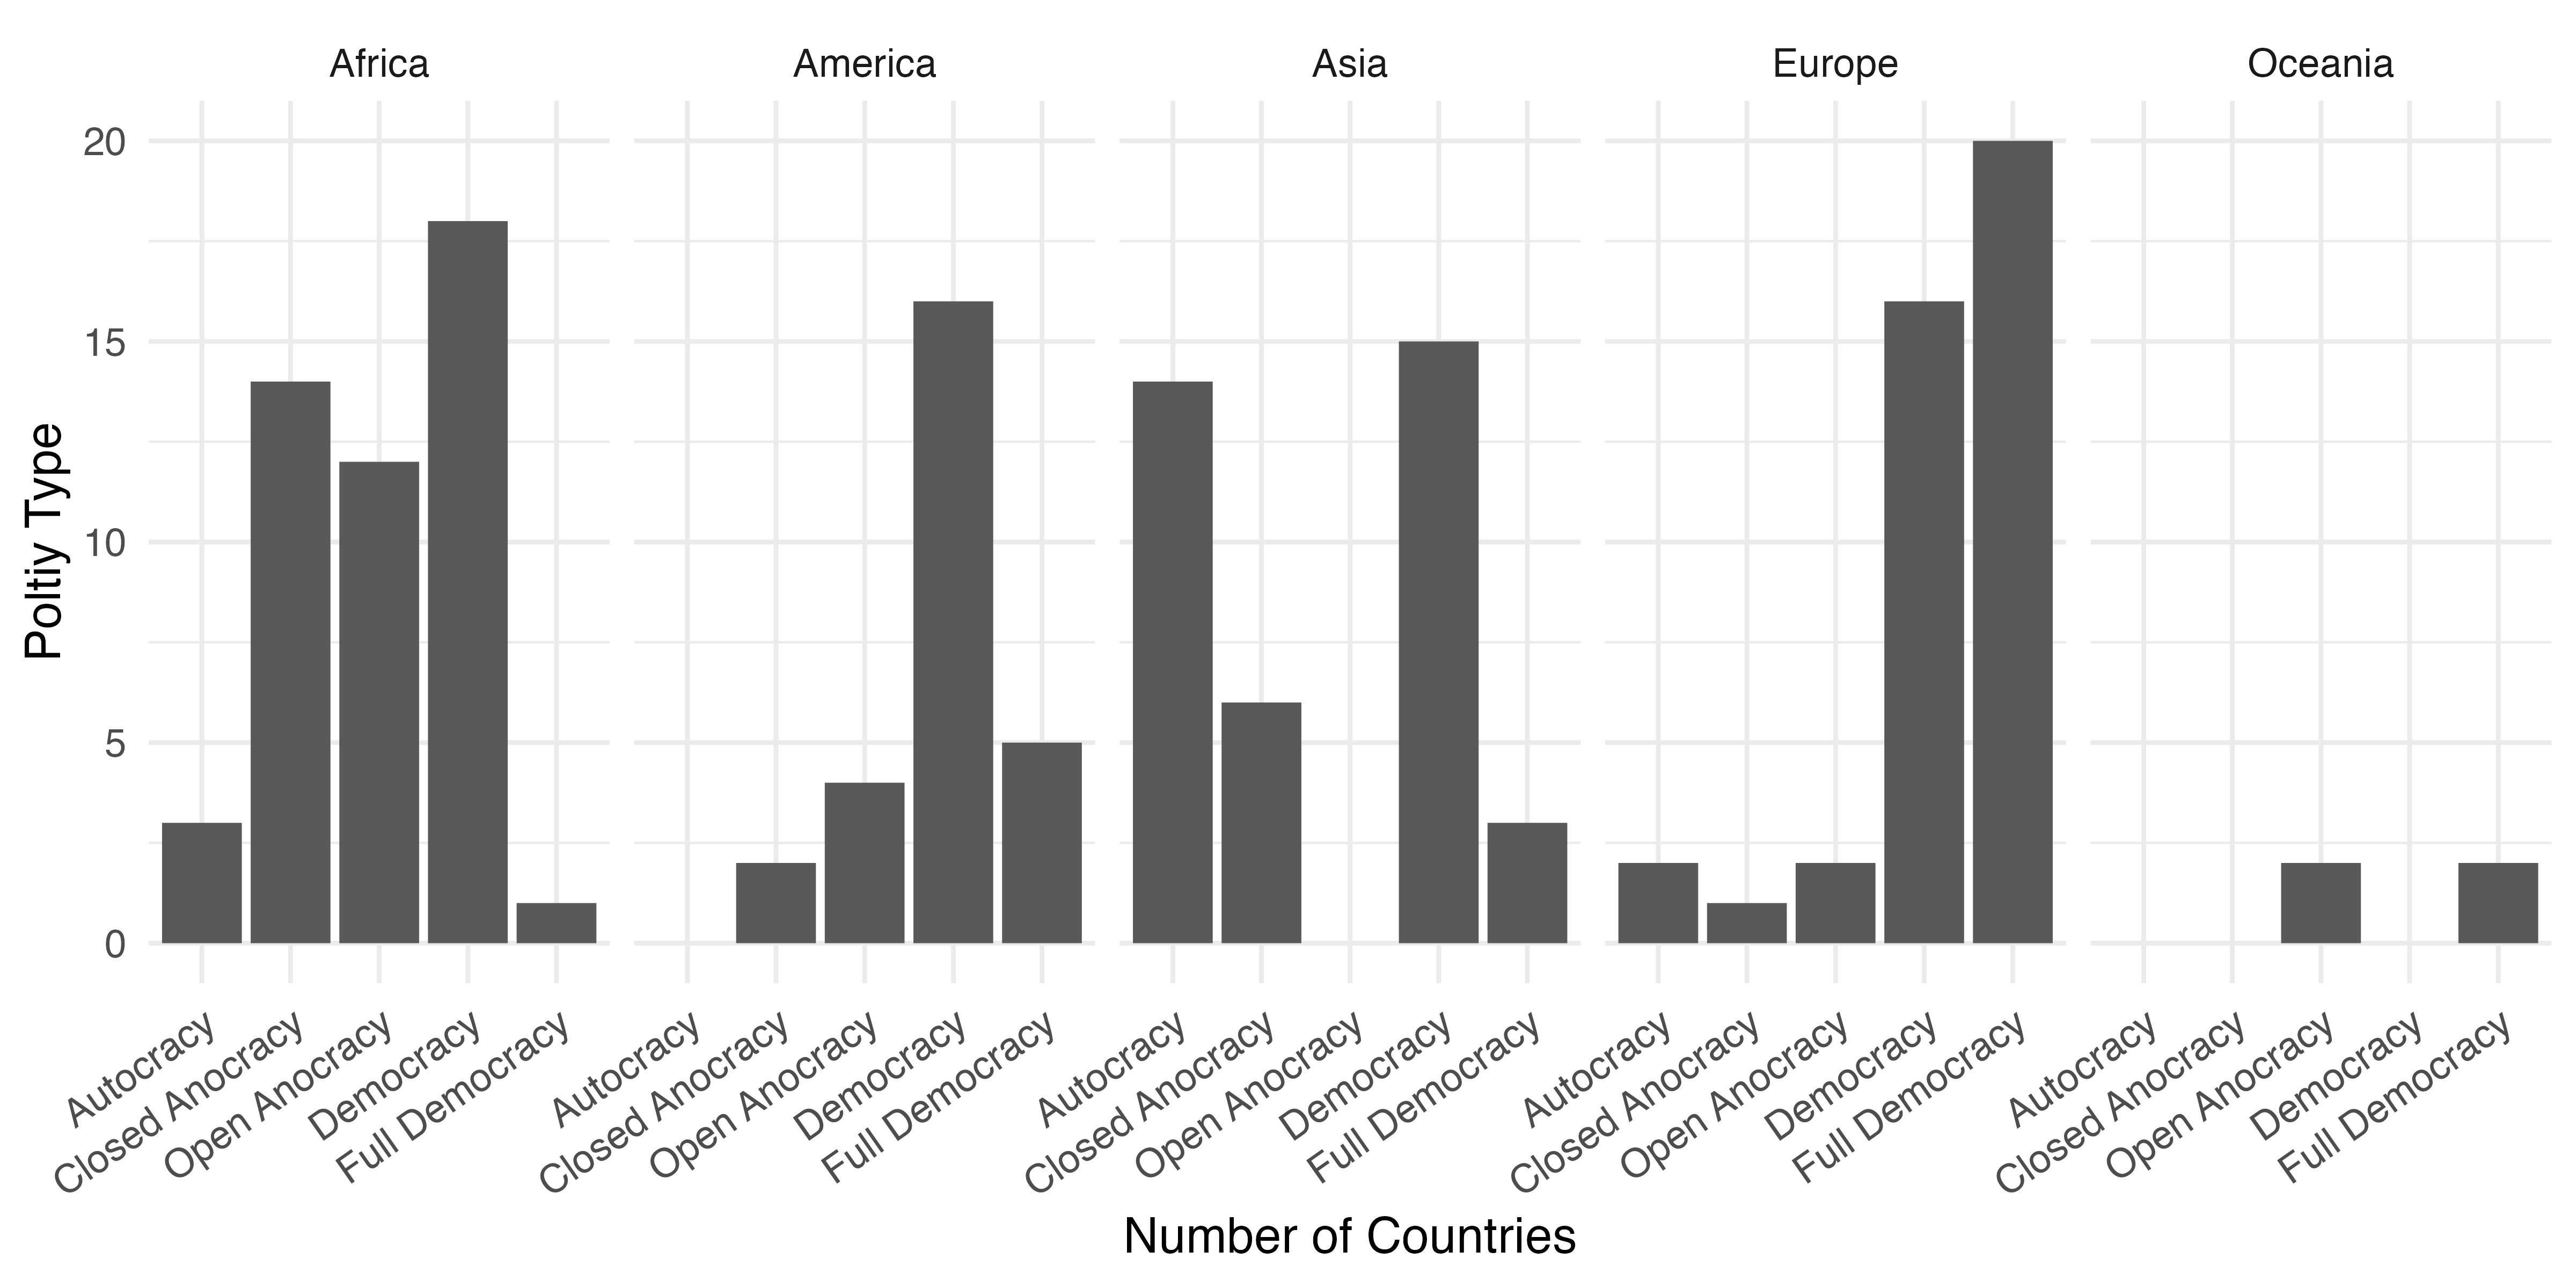 Africa
America
Asia
Europe
Oceania
Poltiy Type
20
15
10
5
0
Autocracy
Closed Anocracy
Open Anocracy
Democracy
Full Democracy
Autocracy
Closed Anocracy
Open Anocracy
Democracy
Full Democracy
Autocracy
Closed Anocracy
Open Anocracy
Democracy
Full Democracy
Autocracy
Closed Anocracy
Open Anocracy
Democracy
Full Democracy
Autocracy
Closed Anocracy
Open Anocracy
Democracy
Full Democracy
Number of Countries